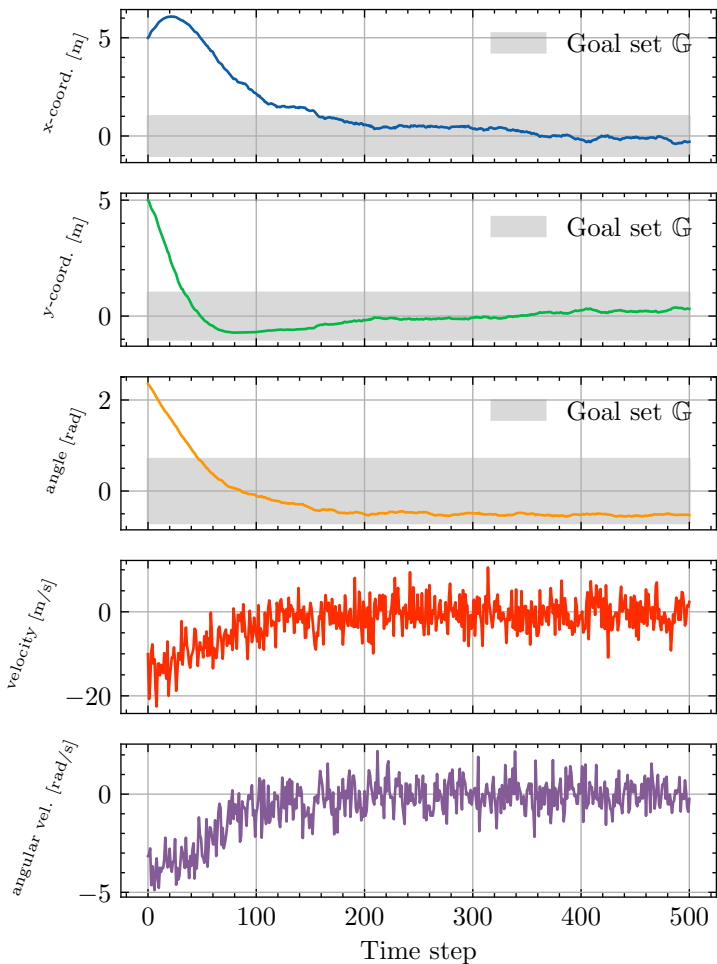 x-coord. [m]
5
0
Goal set 𝔾
y-coord. [m]
5
0
Goal set 𝔾
angle [rad]
2
0
Goal set 𝔾
velocity [m/s]
0
−20
angular vel. [rad/s]
0
−5
0 100 200 300 400 500
Time step